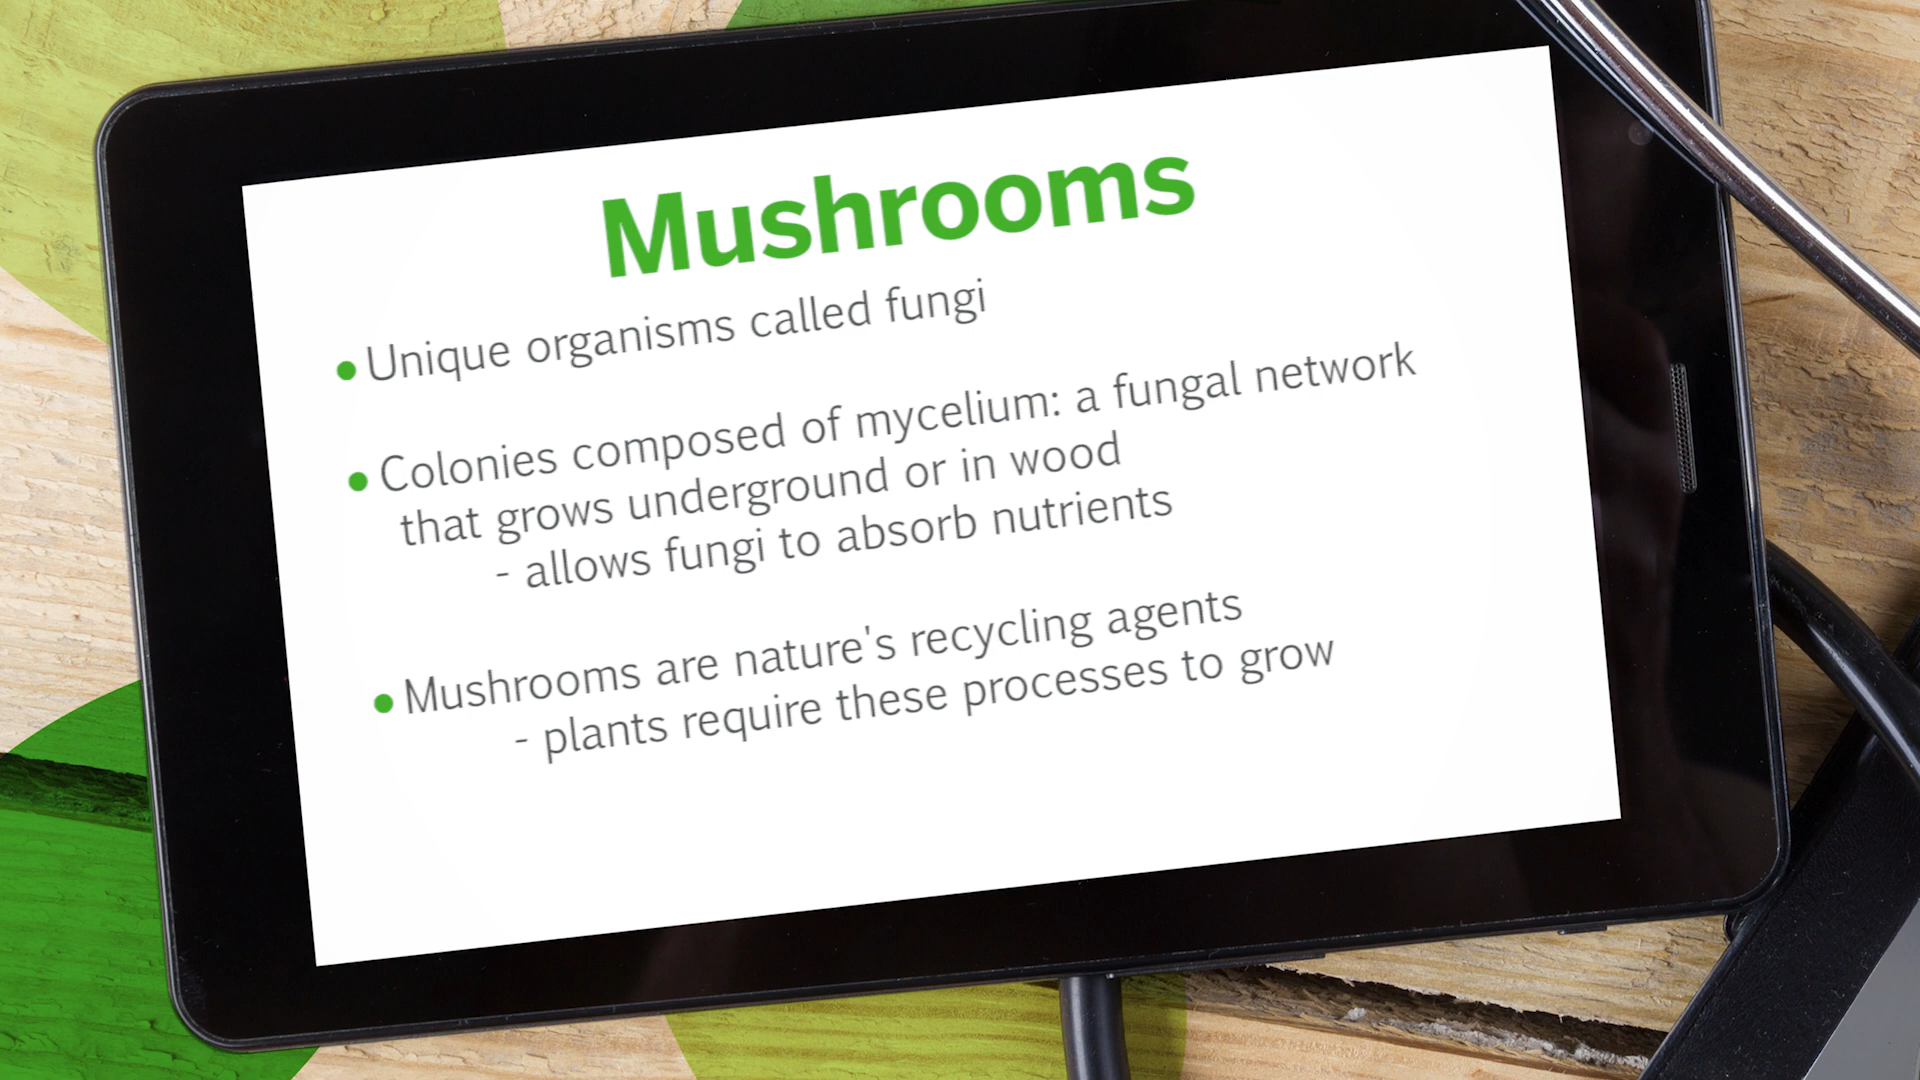 Mushrooms
• Unique organisms called fungi
• Colonies composed of mycelium: a fungal network
that grows underground or in wood
- allows fungi to absorb nutrients
• Mushrooms are nature's recycling agents
- plants require these processes to grow